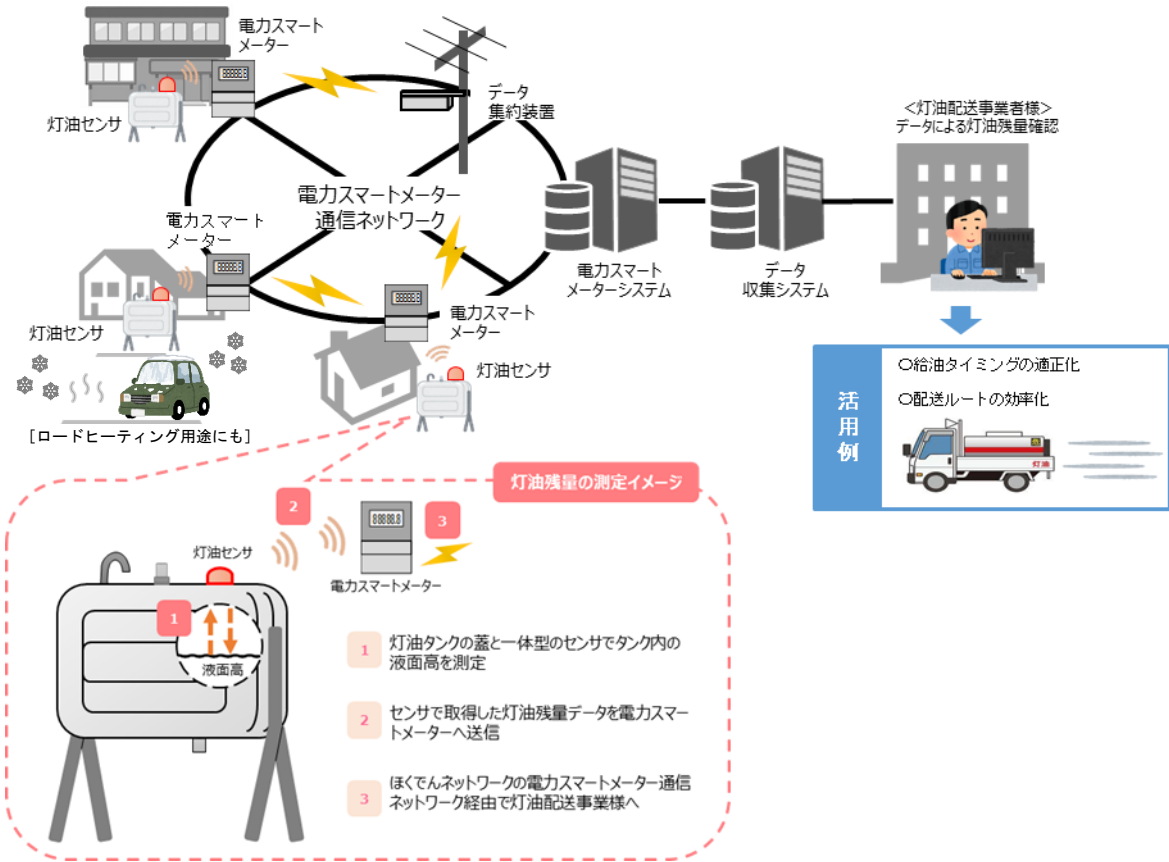 電力スマート
メーター
灯油センサ
データ
集約装置
<灯油配送事業者様>
データによる灯油残量確認
電力スマートメーター
通信ネットワーク
電力スマート
メーター
灯油センサ
電力スマート
メーターシステム
データ
収集システム
電力スマート
メーター
灯油センサ
[ロードヒーティング用途にも]
活用例
○給油タイミングの適正化
○配送ルートの効率化
灯油
灯油残量の測定イメージ
2
3
灯油センサ
電力スマートメーター
1
液面高
1 灯油タンクの蓋と一体型のセンサでタンク内の
液面高を測定
2 センサで取得した灯油残量データを電力スマー
トメーターへ送信
3 ほくでんネットワークの電力スマートメーター通信
ネットワーク経由で灯油配送事業様へ